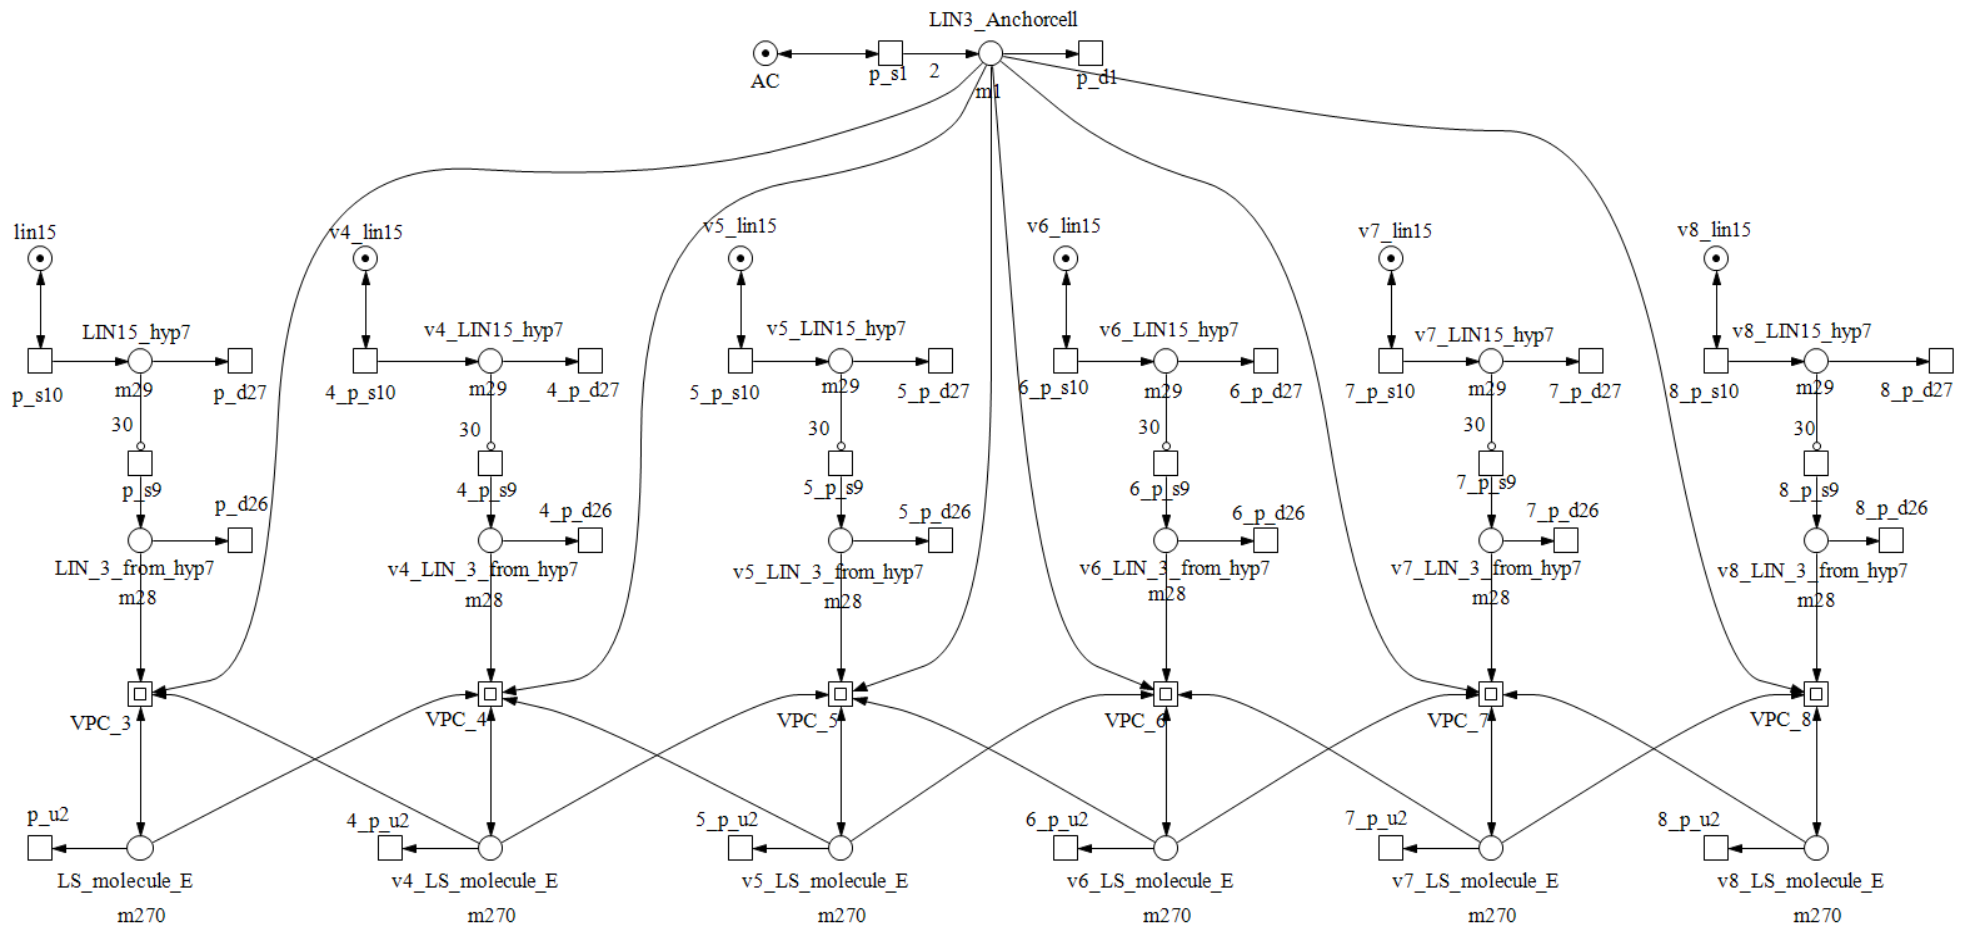 LIN3_Anchorcell
AC
p_s1
2
m1
p_d1
lin15
v4_lin15
v5_lin15
v6_lin15
v7_lin15
v8_lin15
LIN15_hyp7
v4_LIN15_hyp7
v5_LIN15_hyp7
v6_LIN15_hyp7
v7_LIN15_hyp7
v8_LIN15_hyp7
p_s10
m29
p_d27
4_p_s10
m29
4_p_d27
5_p_s10
m29
5_p_d27
6_p_s10
m29
6_p_d27
7_p_s10
m29
7_p_d27
8_p_s10
m29
8_p_d27
30
30
30
30
30
30
p_s9
4_p_s9
5_p_s9
6_p_s9
7_p_s9
8_p_s9
p_d26
4_p_d26
5_p_d26
6_p_d26
7_p_d26
8_p_d26
LIN_3_from_hyp7
v4_LIN_3_from_hyp7
v5_LIN_3_from_hyp7
v6_LIN_3_from_hyp7
v7_LIN_3_from_hyp7
v8_LIN_3_from_hyp7
m28
m28
m28
m28
m28
m28
VPC_3
VPC_4
VPC_5
VPC_6
VPC_7
VPC_8
p_u2
4_p_u2
5_p_u2
6_p_u2
7_p_u2
8_p_u2
LS_molecule_E
v4_LS_molecule_E
v5_LS_molecule_E
v6_LS_molecule_E
v7_LS_molecule_E
v8_LS_molecule_E
m270
m270
m270
m270
m270
m270